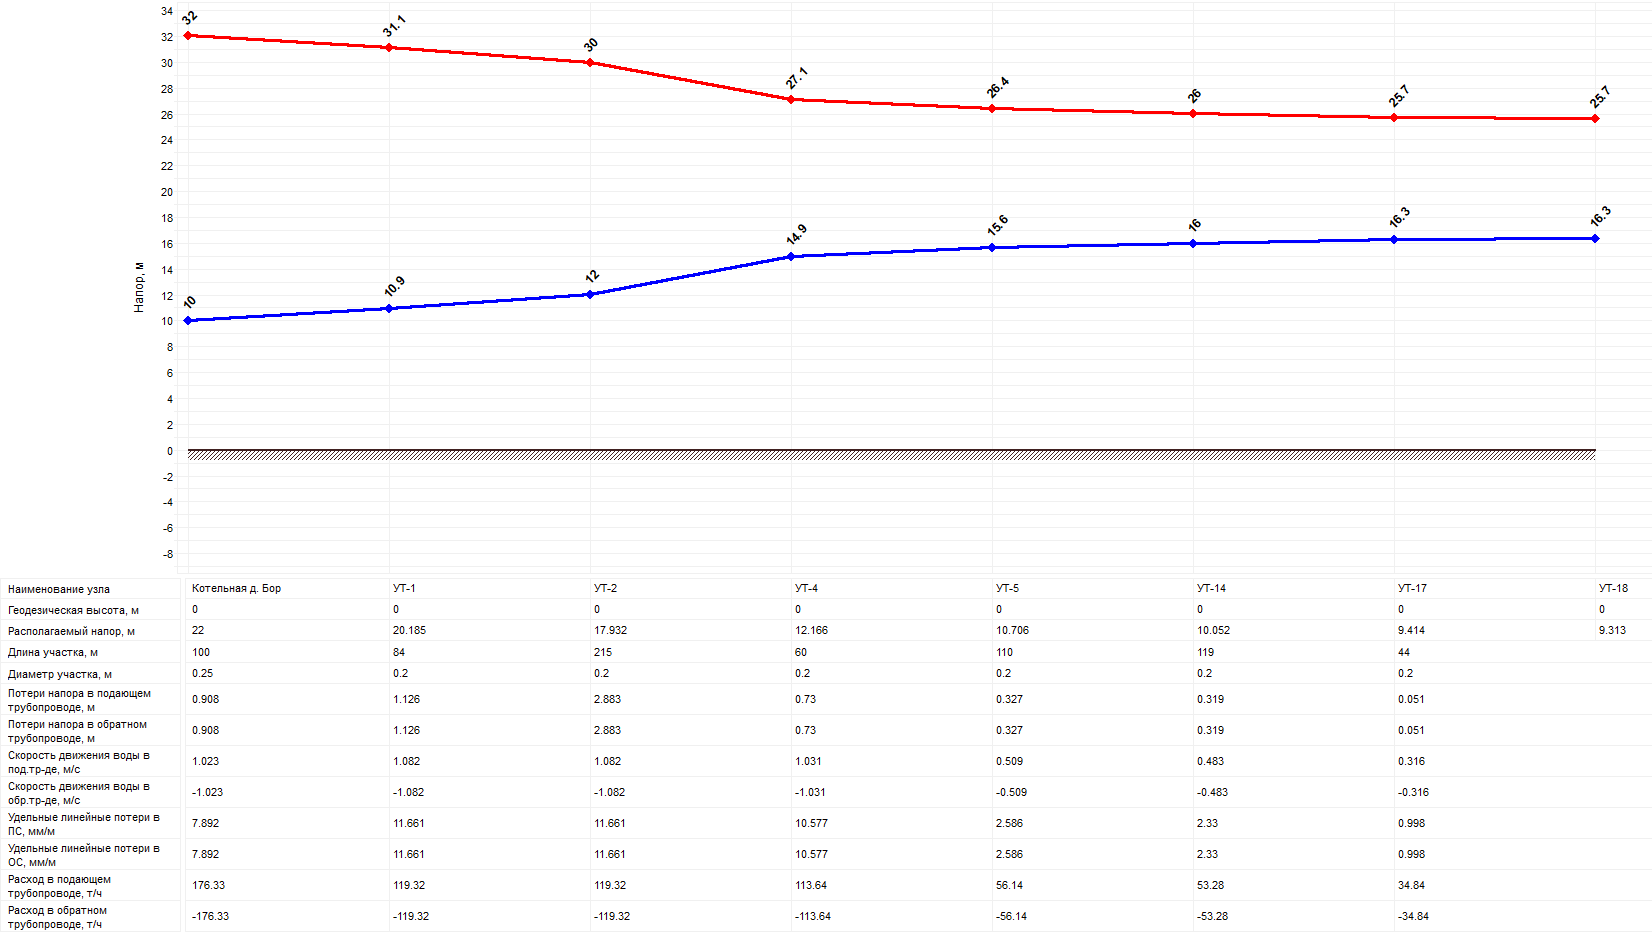 34
32
30
28
26
24
22
20
18
16
14
12
10
8
6
4
2
0
-2
-4
-6
-8
Напор, м
32
31.1
30
27.1
26.4
26
25.7
25.7
10
10.9
12
14.9
15.6
16
16.3
16.3
Наименование узла Котельная д. Бор УТ-1 УТ-2 УТ-4 УТ-5 УТ-14 УТ-17 УТ-18
Геодезическая высота, м 0 0 0 0 0 0 0 0
Располагаемый напор, м 22 20.185 17.932 12.166 10.706 10.052 9.414 9.313
Длина участка, м 100 84 215 60 110 119 44
Диаметр участка, м 0.25 0.2 0.2 0.2 0.2 0.2 0.2
Потери напора в подающем
трубопроводе, м 0.908 1.126 2.883 0.73 0.327 0.319 0.051
Потери напора в обратном
трубопроводе, м 0.908 1.126 2.883 0.73 0.327 0.319 0.051
Скорость движения воды в
под.тр-де, м/с 1.023 1.082 1.082 1.031 0.509 0.483 0.316
Скорость движения воды в
обр.тр-де, м/с -1.023 -1.082 -1.082 -1.031 -0.509 -0.483 -0.316
Удельные линейные потери в
ПС, мм/м 7.892 11.661 11.661 10.577 2.586 2.33 0.998
Удельные линейные потери в
ОС, мм/м 7.892 11.661 11.661 10.577 2.586 2.33 0.998
Расход в подающем
трубопроводе, т/ч 176.33 119.32 119.32 113.64 56.14 53.28 34.84
Расход в обратном
трубопроводе, т/ч -176.33 -119.32 -119.32 -113.64 -56.14 -53.28 -34.84